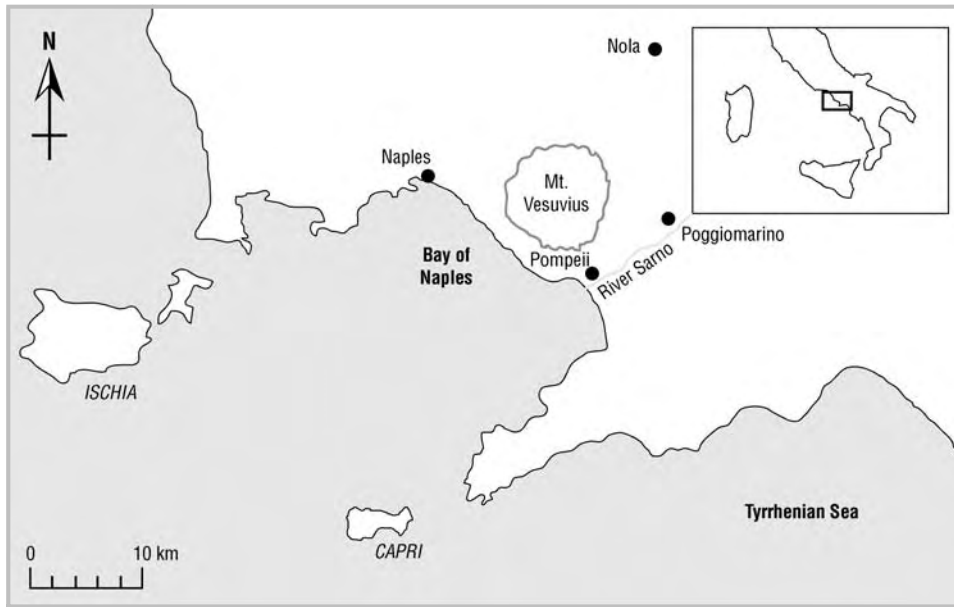 N
Nola
Naples
Mt.
Vesuvius
Poggiomarino
Bay of
Naples
Pompeii
River Sarno
ISCHIA
Tyrrhenian Sea
CAPRI
0 10 km